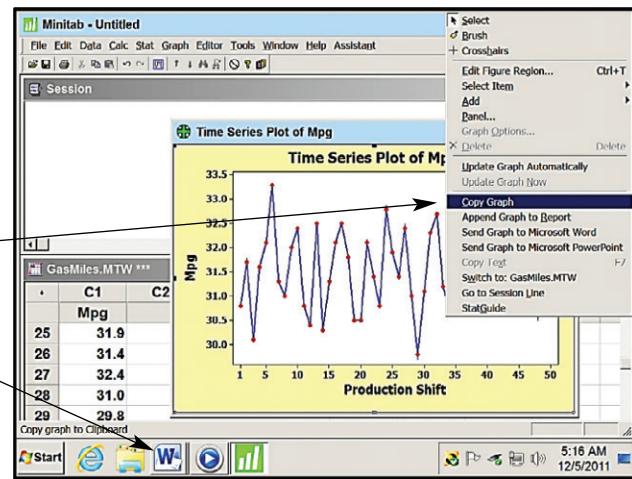 Minitab - Untitled
File Edit Data Calc Stat Graph Editor Tools Window Help Assistant
Session
Time Series Plot of Mpg
Time Series Plot of Mp
33.5
33.0
32.5
32.0
31.5
31.0
30.5
30.0
Mpg
1 5 10 15 20 25 30 35 40 45 50
Production Shift
Select
Brush
Crosshairs
Edit Figure Region... Ctrl+T
Select Item
Add
Panel...
Graph Options...
Delete Delete
Update Graph Automatically
Update Graph Now
Copy Graph
Append Graph to Report
Send Graph to Microsoft Word
Send Graph to Microsoft PowerPoint
Copy Text F7
Switch to: GasMiles.MTW
Go to Session Line
StatGuide
GasMiles.MTW ***
C1 C2
Mpg
25 31.9
26 31.4
27 32.4
28 31.0
29 29.8
Copy graph to Clipboard
Start
W
5:16 AM
12/5/2011